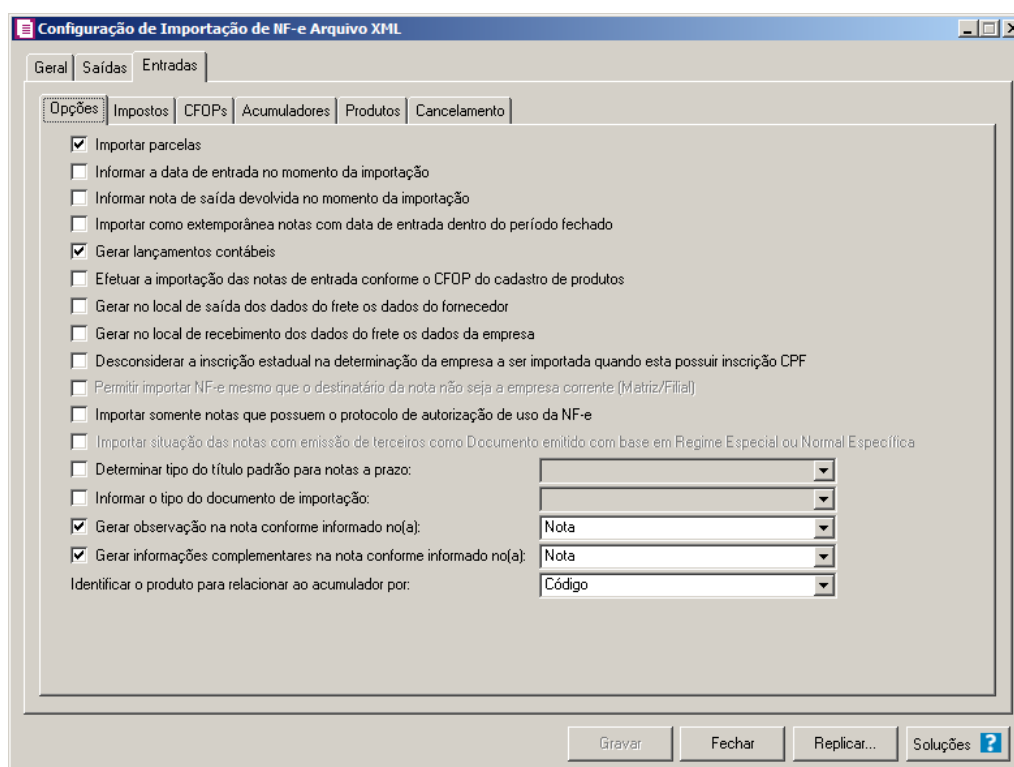 Configuração de Importação de NF-e Arquivo XML
Geral Saídas Entradas
Opções Impostos CFOPs Acumuladores Produtos Cancelamento
Importar parcelas
Informar a data de entrada no momento da importação
Informar nota de saída devolvida no momento da importação
Importar como extemporânea notas com data de entrada dentro do período fechado
Gerar lançamentos contábeis
Efetuar a importação das notas de entrada conforme o CFOP do cadastro de produtos
Gerar no local de saída dos dados do frete os dados do fornecedor
Gerar no local de recebimento dos dados do frete os dados da empresa
Desconsiderar a inscrição estadual na determinação da empresa a ser importada quando esta possuir inscrição CPF
Permitir importar NF-e mesmo que o destinatário da nota não seja a empresa corrente (Matriz/Filial)
Importar somente notas que possuem o protocolo de autorização de uso da NF-e
Importar situação das notas com emissão de terceiros como Documento emitido com base em Regime Especial ou Normal Específica
Determinar tipo do título padrão para notas a prazo:
Informar o tipo do documento de importação:
Gerar observação na nota conforme informado no(a): Nota
Gerar informações complementares na nota conforme informado no(a): Nota
Identificar o produto para relacionar ao acumulador por: Código
Gravar Fechar Replicar... Soluções ?